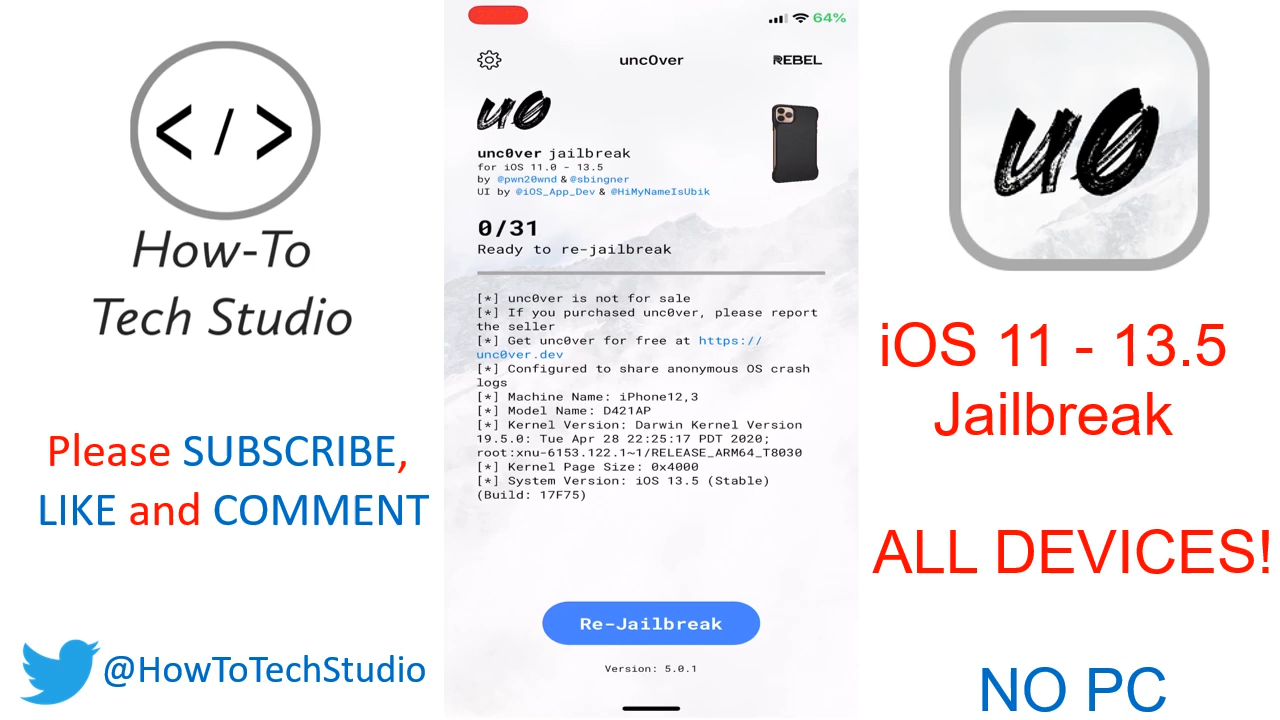 </>
How-To
Tech Studio
Please SUBSCRIBE,
LIKE and COMMENT
@HowToTechStudio
64%
unc0ver
REBEL
u0
unc0ver jailbreak
for iOS 11.0 - 13.5
by @pwn20wnd & @sbingner
UI by @iOS_App_Dev & @HiMyNameIsUbik
0/31
Ready to re-jailbreak
[*] unc0ver is not for sale
[*] If you purchased unc0ver, please report
the seller
[*] Get unc0ver for free at https://
unc0ver.dev
[*] Configured to share anonymous OS crash
logs
[*] Machine Name: iPhone12,3
[*] Model Name: D421AP
[*] Kernel Version: Darwin Kernel Version
19.5.0: Tue Apr 28 22:25:17 PDT 2020;
root:xnu-6153.122.1~1/RELEASE_ARM64_T8030
[*] Kernel Page Size: 0x4000
[*] System Version: iOS 13.5 (Stable)
(Build: 17F75)
Re-Jailbreak
Version: 5.0.1
u0
iOS 11 - 13.5
Jailbreak
ALL DEVICES!
NO PC